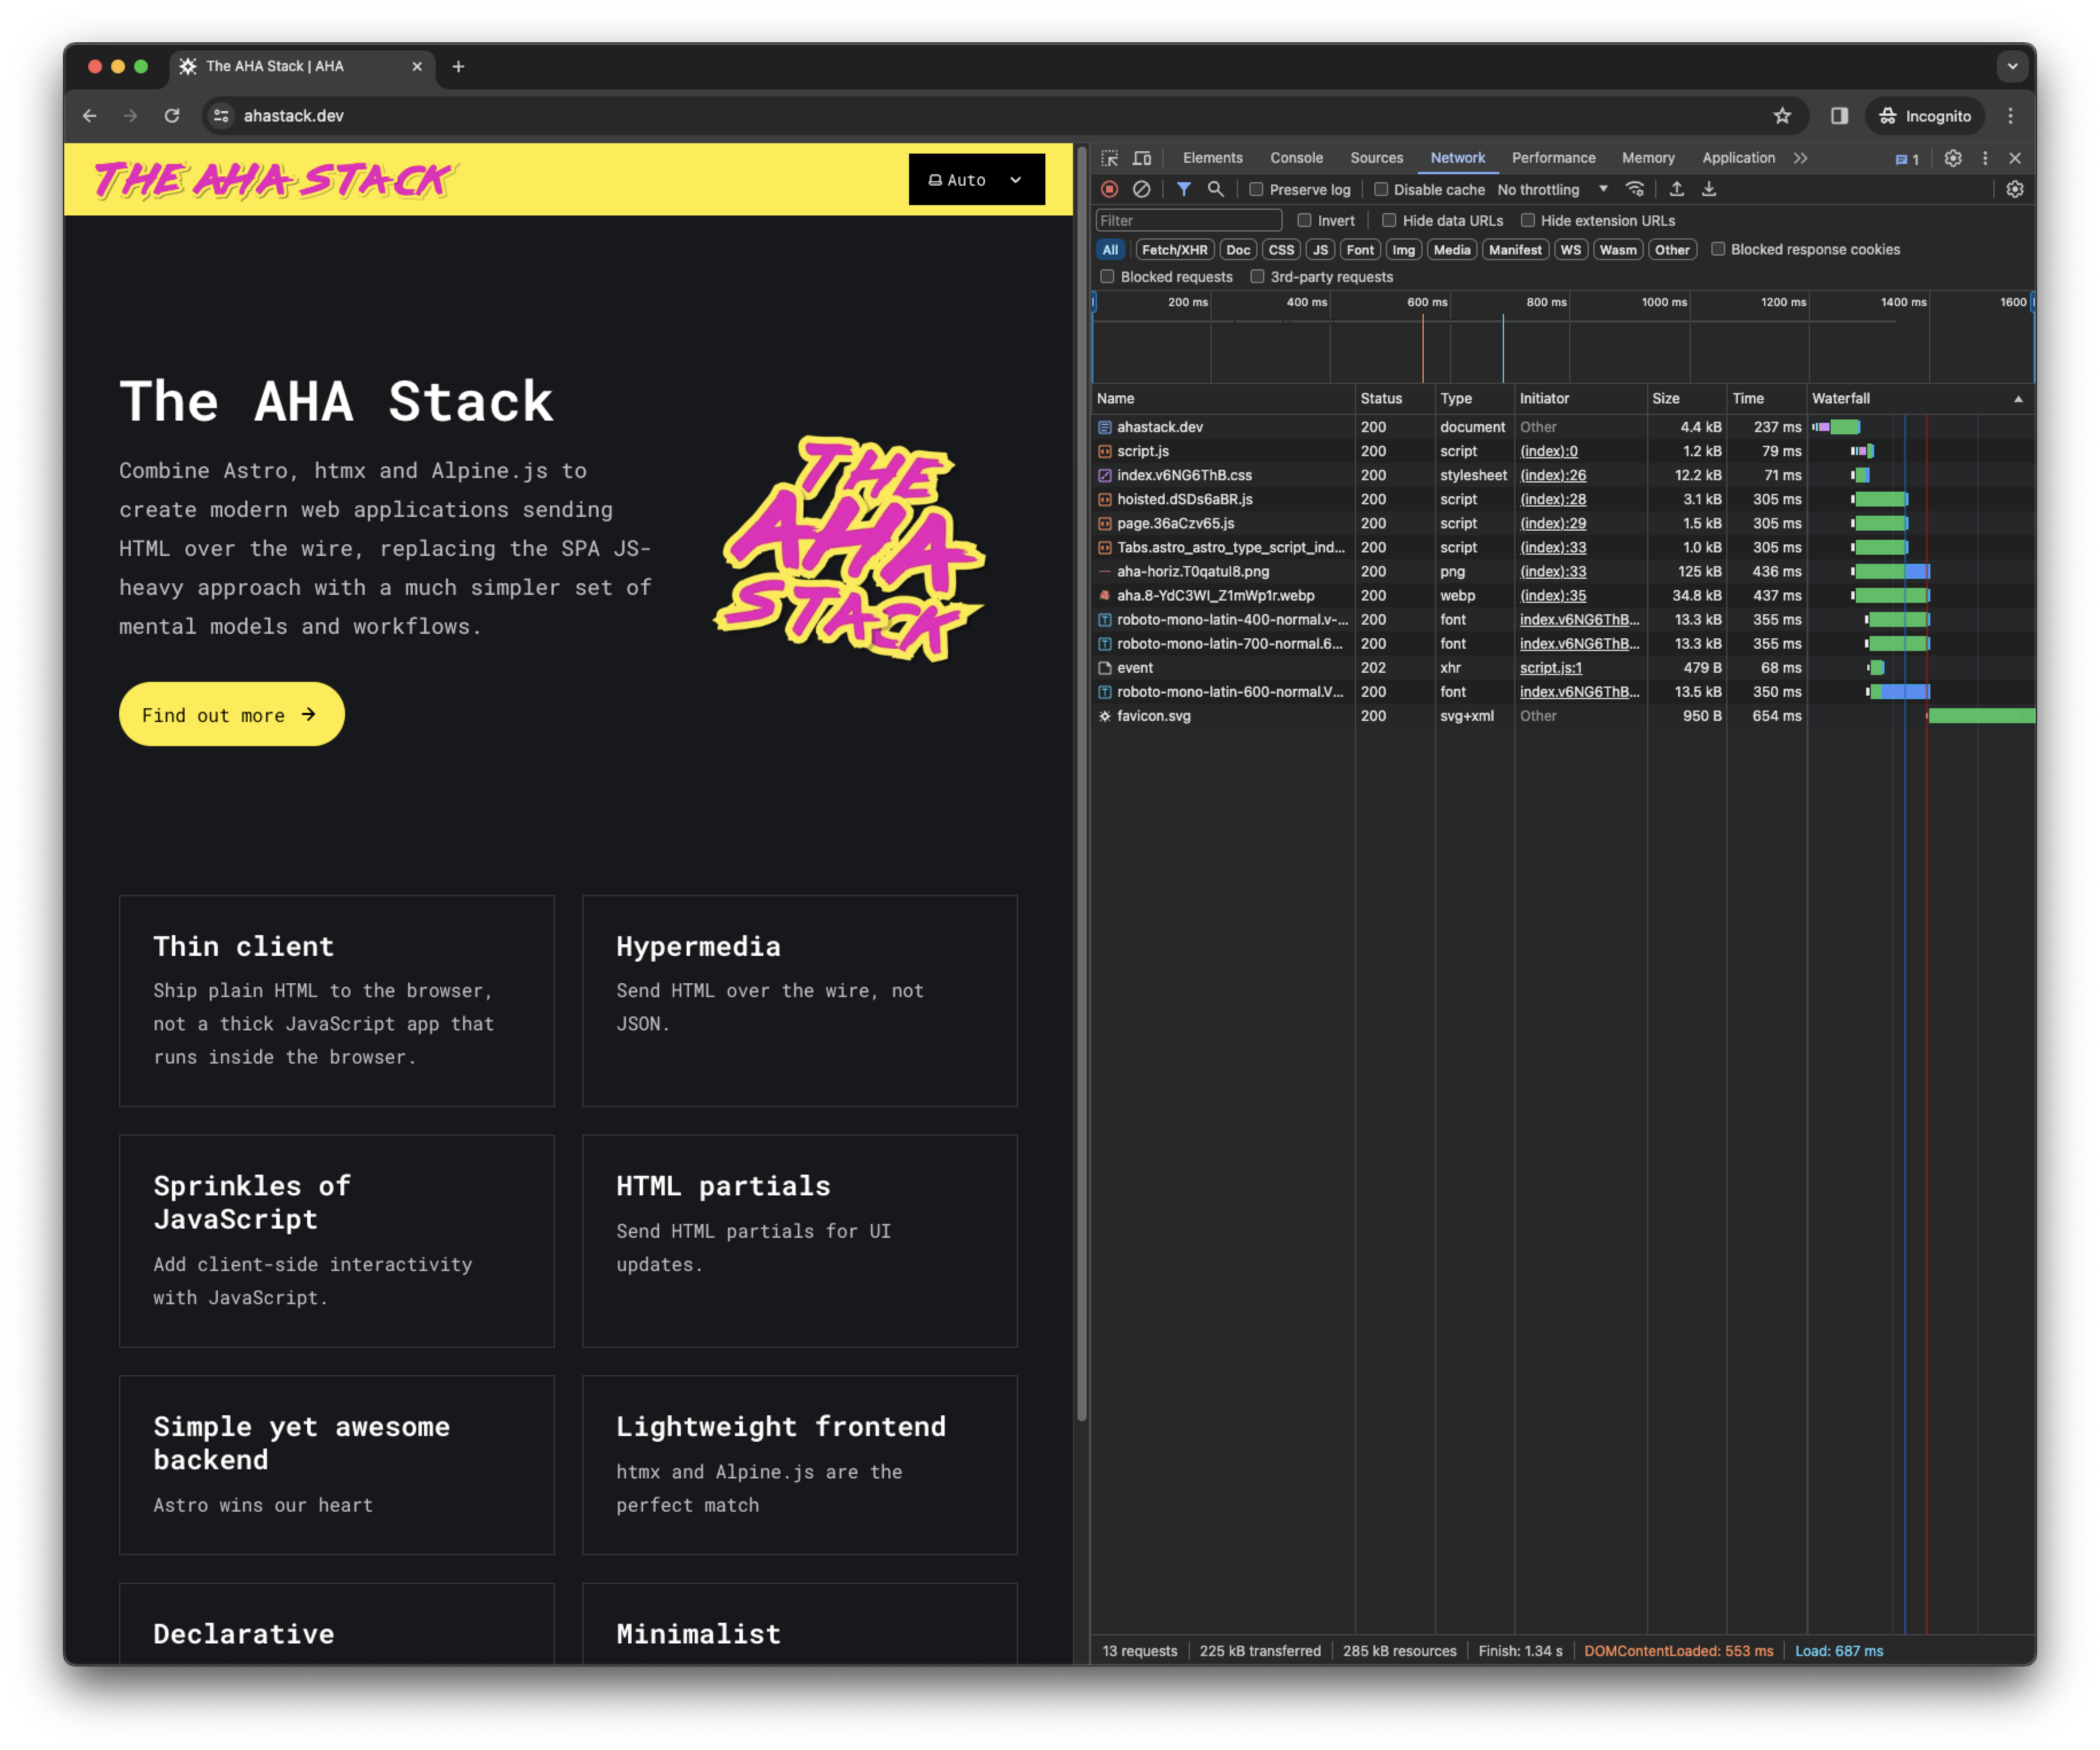 The AHA Stack | AHA
ahastack.dev
Incognito
THE AHA STACK
Auto
The AHA Stack
Combine Astro, htmx and Alpine.js to
create modern web applications sending
HTML over the wire, replacing the SPA JS-
heavy approach with a much simpler set of
mental models and workflows.
THE
AHA
STACK
Find out more →
Thin client
Ship plain HTML to the browser,
not a thick JavaScript app that
runs inside the browser.
Hypermedia
Send HTML over the wire, not
JSON.
Sprinkles of
JavaScript
Add client-side interactivity
with JavaScript.
HTML partials
Send HTML partials for UI
updates.
Simple yet awesome
backend
Astro wins our heart
Lightweight frontend
htmx and Alpine.js are the
perfect match
Declarative
Minimalist
Elements Console Sources Network Performance Memory Application 1
Preserve log Disable cache No throttling
Filter Invert Hide data URLs Hide extension URLs
All Fetch/XHR Doc CSS JS Font Img Media Manifest WS Wasm Other Blocked response cookies
Blocked requests 3rd-party requests
200 ms 400 ms 600 ms 800 ms 1000 ms 1200 ms 1400 ms 1600
Name Status Type Initiator Size Time Waterfall
ahastack.dev 200 document Other 4.4 kB 237 ms
script.js 200 script (index):0 1.2 kB 79 ms
index.v6NG6ThB.css 200 stylesheet (index):26 12.2 kB 71 ms
hoisted.dSDs6aBR.js 200 script (index):28 3.1 kB 305 ms
page.36aCzv65.js 200 script (index):29 1.5 kB 305 ms
Tabs.astro_astro_type_script_ind... 200 script (index):33 1.0 kB 305 ms
aha-horiz.T0qatul8.png 200 png (index):33 125 kB 436 ms
aha.8-YdC3WI_Z1mWp1r.webp 200 webp (index):35 34.8 kB 437 ms
roboto-mono-latin-400-normal.v-... 200 font index.v6NG6ThB... 13.3 kB 355 ms
roboto-mono-latin-700-normal.6... 200 font index.v6NG6ThB... 13.3 kB 355 ms
event 202 xhr script.js:1 479 B 68 ms
roboto-mono-latin-600-normal.V... 200 font index.v6NG6ThB... 13.5 kB 350 ms
favicon.svg 200 svg+xml Other 950 B 654 ms
13 requests 225 kB transferred 285 kB resources Finish: 1.34 s DOMContentLoaded: 553 ms Load: 687 ms